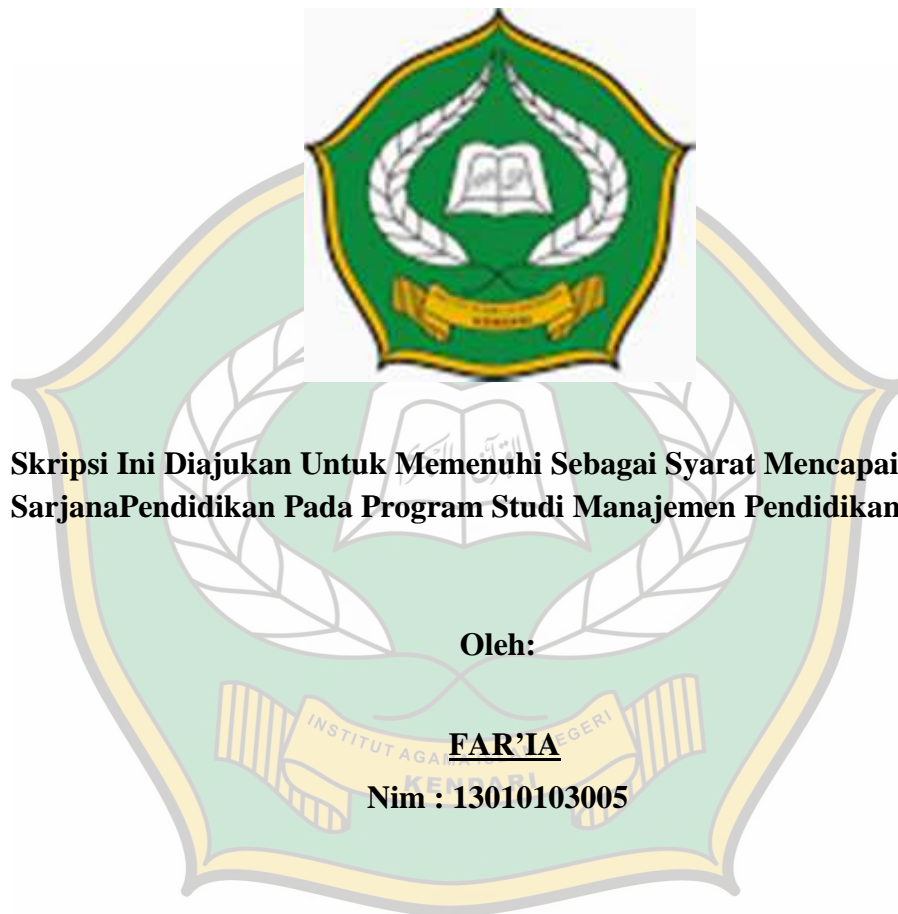 Skripsi Ini Diajukan Untuk Memenuhi Sebagai Syarat Mencapai
SarjanaPendidikan Pada Program Studi Manajemen Pendidikan
Oleh:
FAR’IA
Nim : 13010103005
INSTITUT AGAMA ISLAM NEGERI
KENDARI